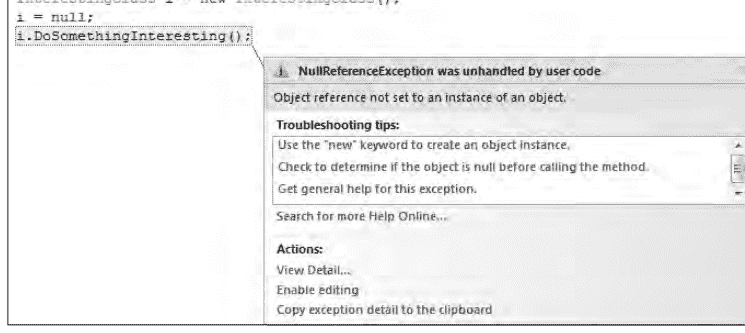 i = null;
i.DoSomethingInteresting();
NullReferenceException was unhandled by user code
Object reference not set to an instance of an object.
Troubleshooting tips:
Use the "new" keyword to create an object instance.
Check to determine if the object is null before calling the method.
Get general help for this exception.
Search for more Help Online...
Actions:
View Detail...
Enable editing
Copy exception detail to the clipboard